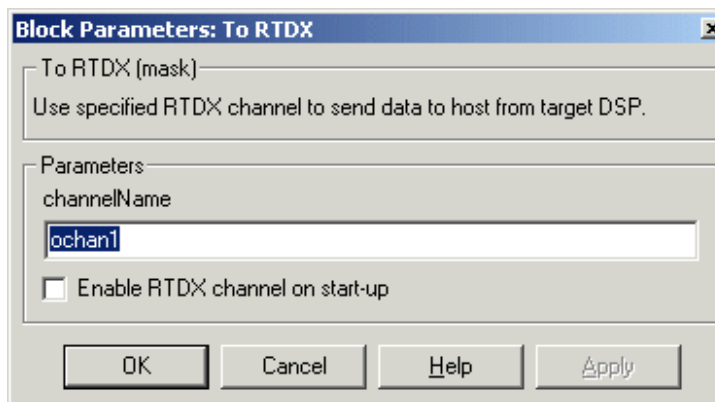 Block Parameters: To RTDX
To RTDX (mask)
Use specified RTDX channel to send data to host from target DSP.
Parameters
channelName
ochan1
Enable RTDX channel on start-up
OK Cancel Help Apply